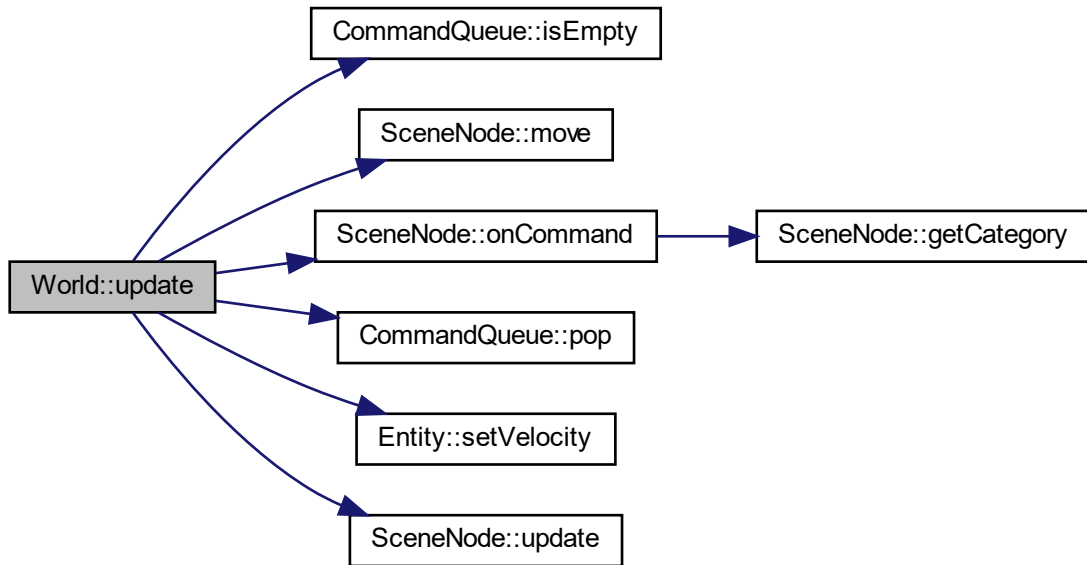 CommandQueue::isEmpty
SceneNode::move
SceneNode::onCommand
SceneNode::getCategory
World::update
CommandQueue::pop
Entity::setVelocity
SceneNode::update